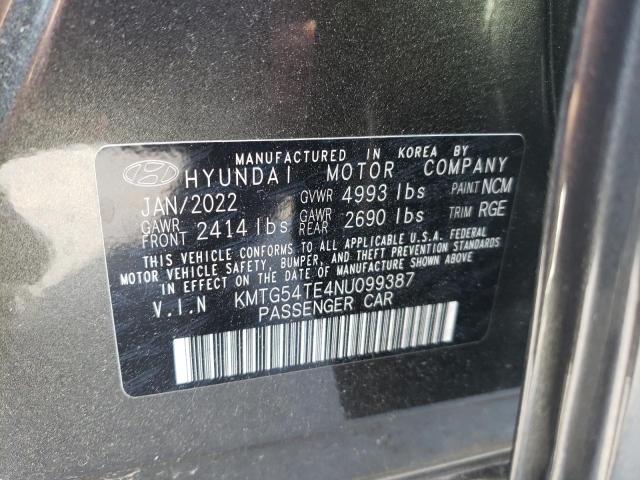 MANUFACTURED IN KOREA BY
HYUNDAI MOTOR COMPANY
JAN/2022 GVWR 4993 lbs PAINT NCM
GAWR FRONT 2414 lbs GAWR REAR 2690 lbs TRIM RGE
THIS VEHICLE CONFORMS TO ALL APPLICABLE U.S.A. FEDERAL
MOTOR VEHICLE SAFETY, BUMPER, AND THEFT PREVENTION STANDARDS
IN EFFECT ON THE DATE OF MANUFACTURE SHOWN ABOVE.
V.I.N KMTG54TE4NU099387
PASSENGER CAR